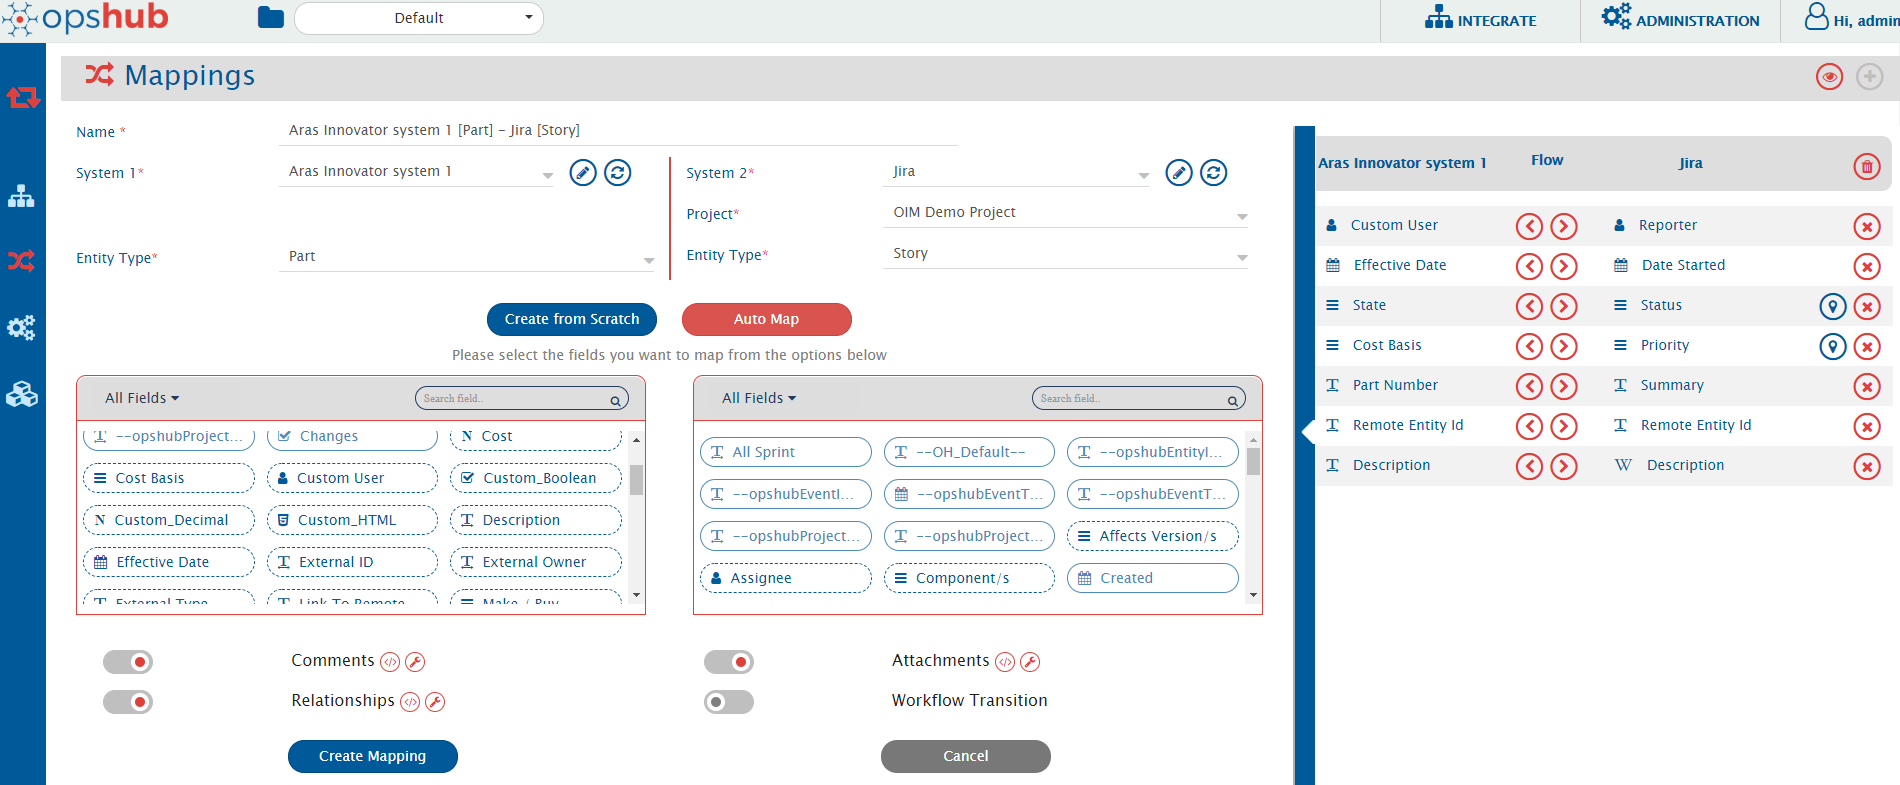 opshub
Default
INTEGRATE
ADMINISTRATION
Hi, admin
Mappings
Name *
Aras Innovator system 1 [Part] - Jira [Story]
System 1*
Aras Innovator system 1
System 2*
Jira
Project*
OIM Demo Project
Entity Type*
Part
Entity Type*
Story
Create from Scratch
Auto Map
Please select the fields you want to map from the options below
All Fields
Search field..
--opshubProject...
Changes
N Cost
Cost Basis
Custom User
Custom_Boolean
N Custom_Decimal
Custom_HTML
T Description
Effective Date
T External ID
T External Owner
T External Type
T Link To Remote
Make / Buy
All Fields
Search field..
T All Sprint
T --OH_Default--
T --opshubEntityI...
T --opshubEventI...
--opshubEventT...
T --opshubEventT...
T --opshubProject...
T --opshubProject...
Affects Version/s
Assignee
Component/s
Created
Comments
Attachments
Relationships
Workflow Transition
Create Mapping
Cancel
Aras Innovator system 1
Flow
Jira
Custom User
Reporter
Effective Date
Date Started
State
Status
Cost Basis
Priority
T Part Number
T Summary
T Remote Entity Id
T Remote Entity Id
T Description
W Description